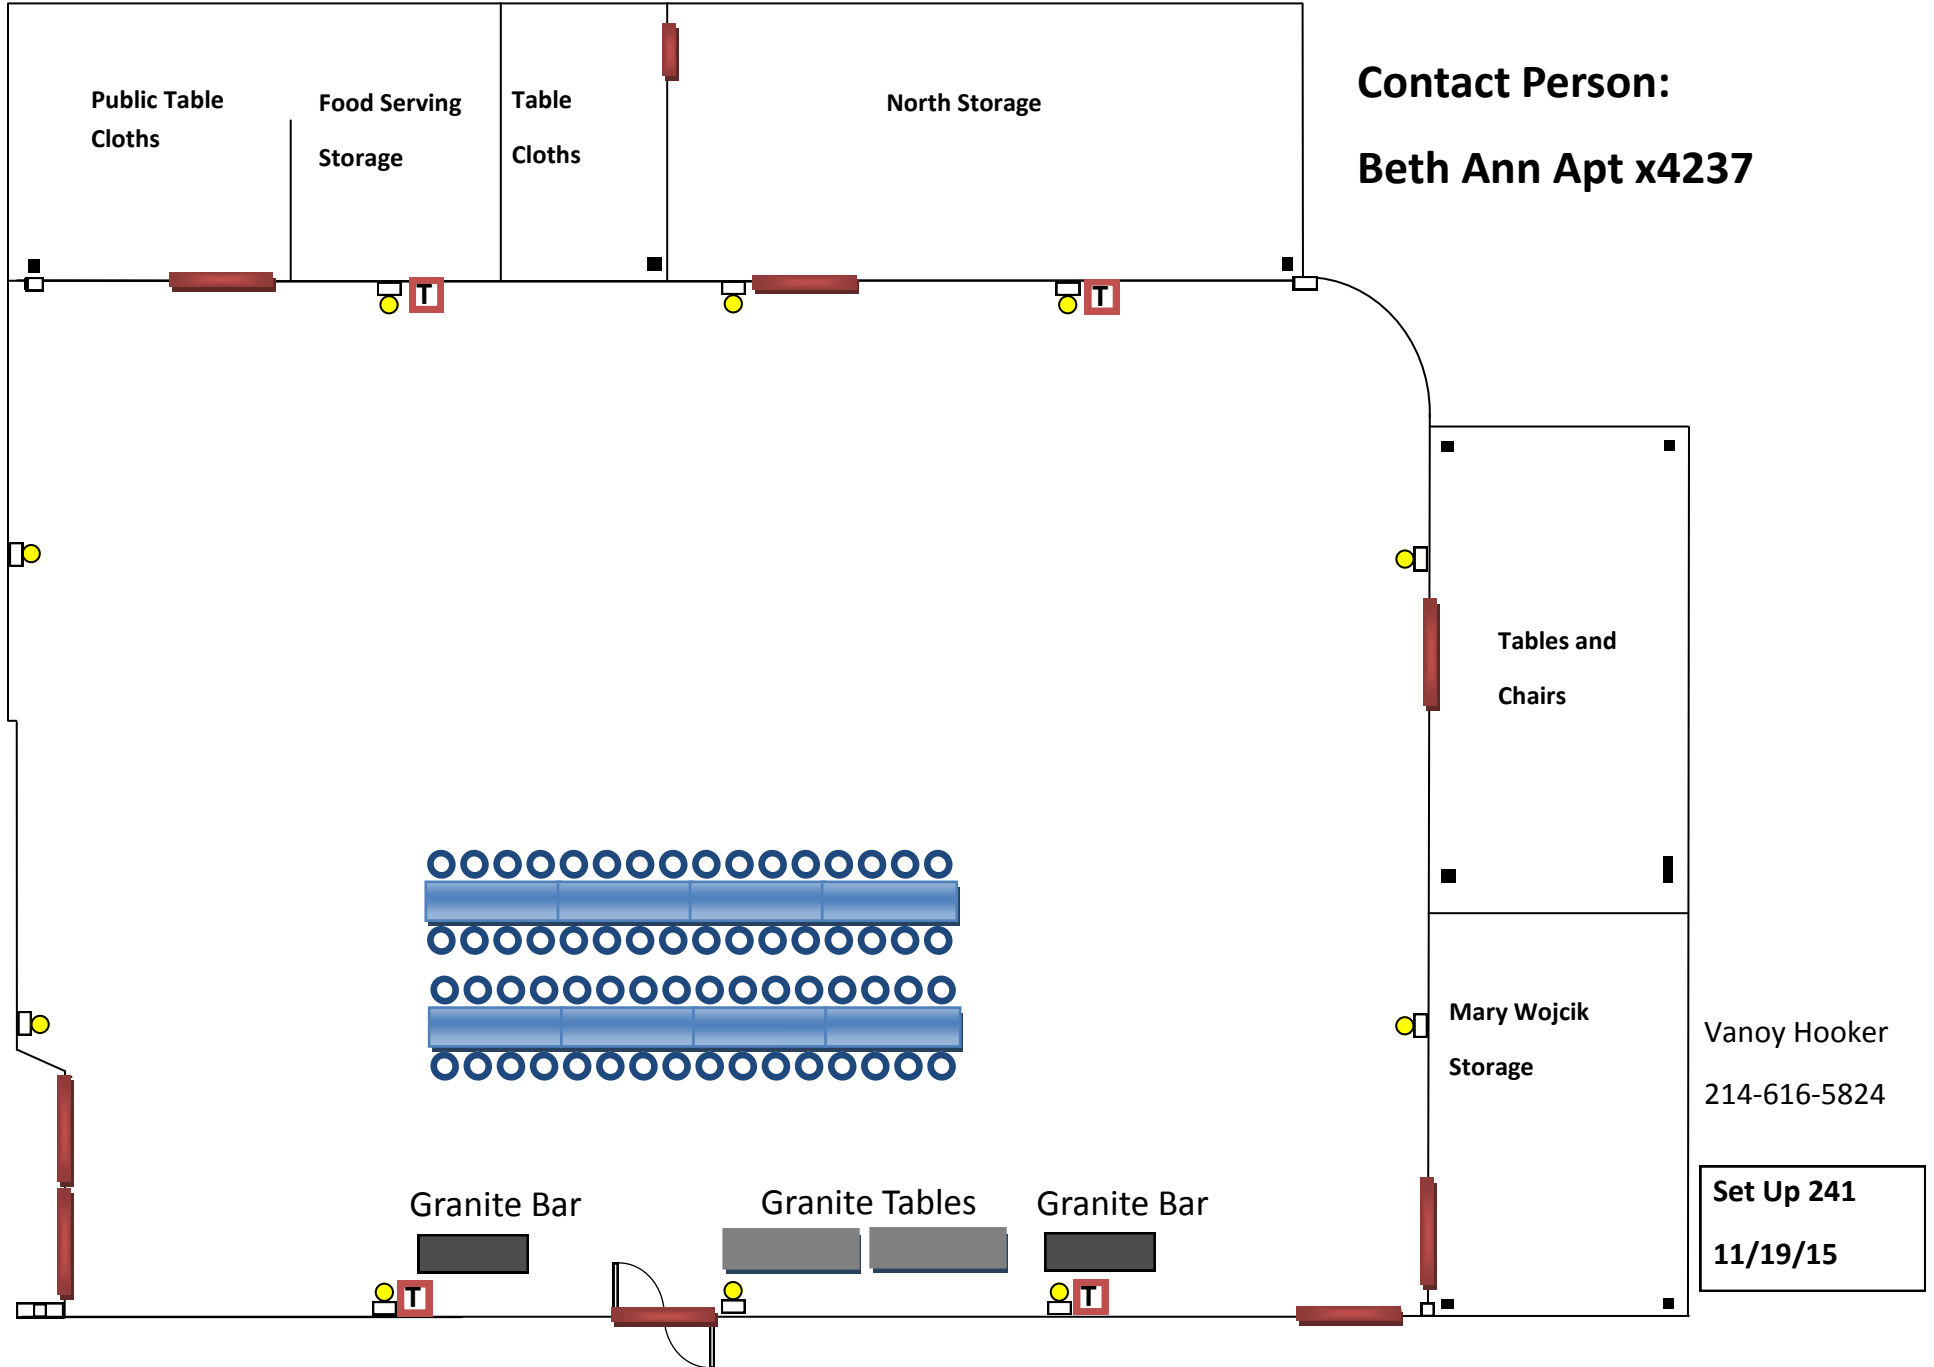 Public Table
Cloths
Food Serving
Storage
Table
Cloths
North Storage
Contact Person:
Beth Ann Apt x4237
T
T
Tables and
Chairs
Mary Wojcik
Storage
Vanoy Hooker
214-616-5824
Granite Bar
Granite Tables
Granite Bar
Set Up 241
11/19/15
T
T